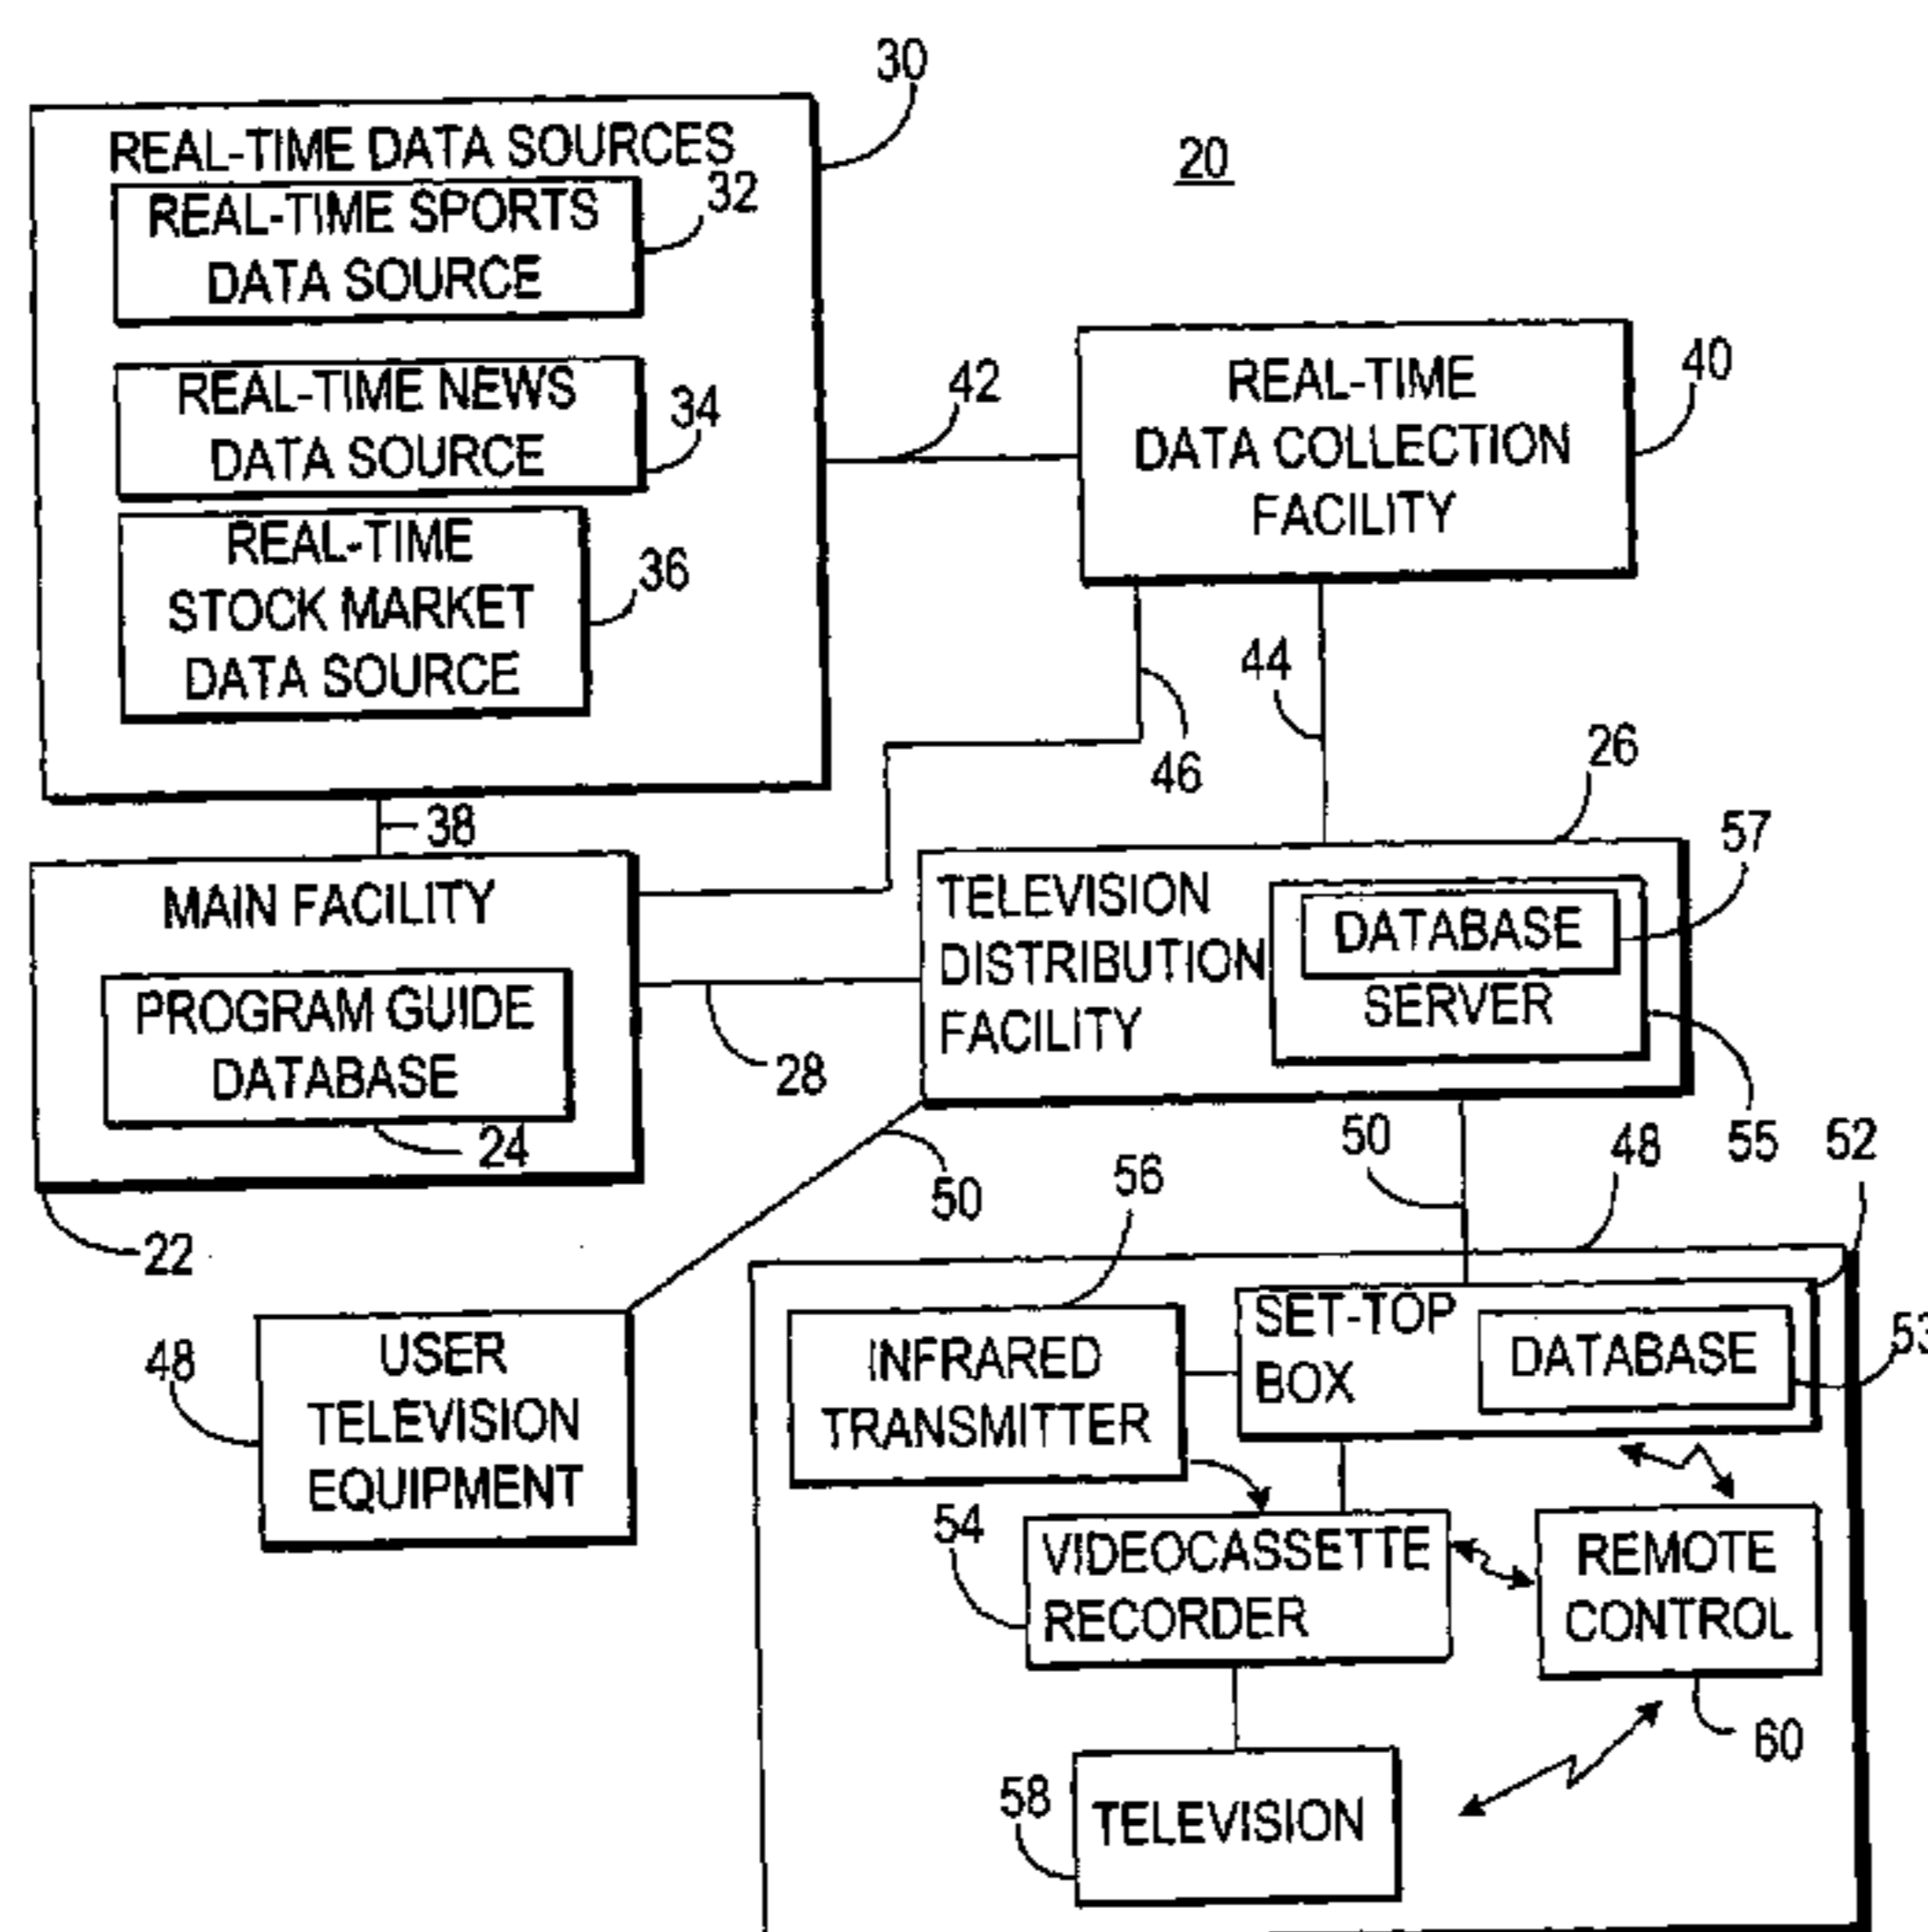 30
20
REAL-TIME DATA SOURCES
32
REAL-TIME SPORTS
DATA SOURCE
34
REAL-TIME NEWS
DATA SOURCE
36
REAL-TIME
STOCK MARKET
DATA SOURCE
42
40
REAL-TIME
DATA COLLECTION
FACILITY
44
46
38
26
57
MAIN FACILITY
PROGRAM GUIDE
DATABASE
24
22
28
TELEVISION
DISTRIBUTION
FACILITY
DATABASE
SERVER
55
50
50
48
52
56
48
USER
TELEVISION
EQUIPMENT
INFRARED
TRANSMITTER
SET-TOP
BOX
DATABASE
53
54
VIDEOCASSETTE
RECORDER
REMOTE
CONTROL
60
58
TELEVISION